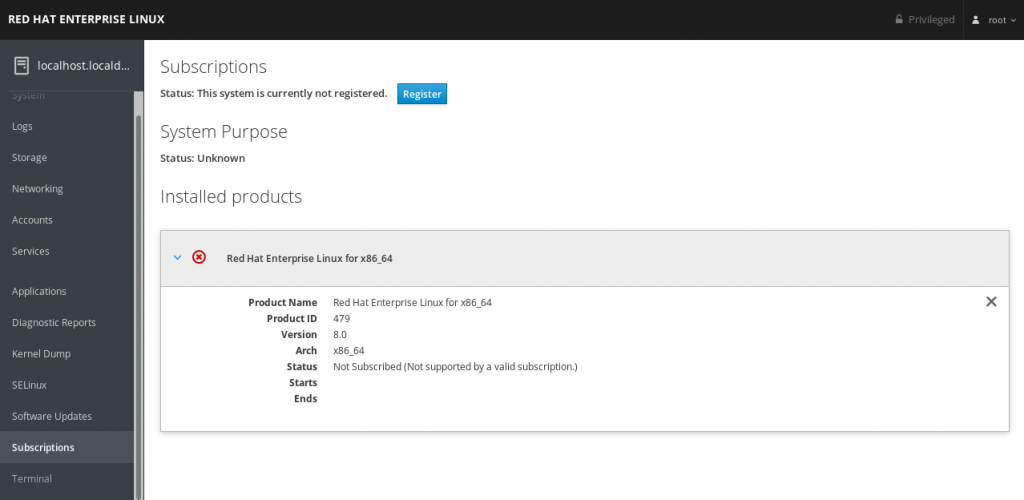 RED HAT ENTERPRISE LINUX
Privileged
root
localhost.locald...
System
Logs
Storage
Networking
Accounts
Services
Applications
Diagnostic Reports
Kernel Dump
SELinux
Software Updates
Subscriptions
Terminal
Subscriptions
Status: This system is currently not registered. Register
System Purpose
Status: Unknown
Installed products
Red Hat Enterprise Linux for x86_64
Product Name Red Hat Enterprise Linux for x86_64
Product ID 479
Version 8.0
Arch x86_64
Status Not Subscribed (Not supported by a valid subscription.)
Starts
Ends